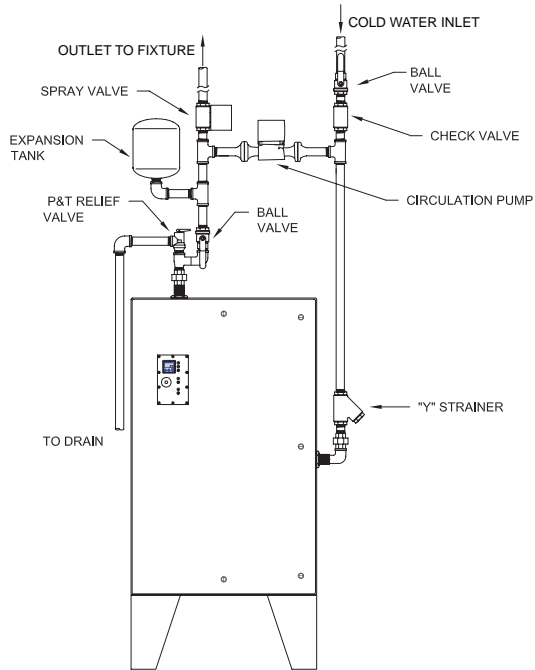 COLD WATER INLET
OUTLET TO FIXTURE
BALL
VALVE
SPRAY VALVE
CHECK VALVE
EXPANSION
TANK
CIRCULATION PUMP
P&T RELIEF
VALVE
BALL
VALVE
"Y" STRAINER
TO DRAIN